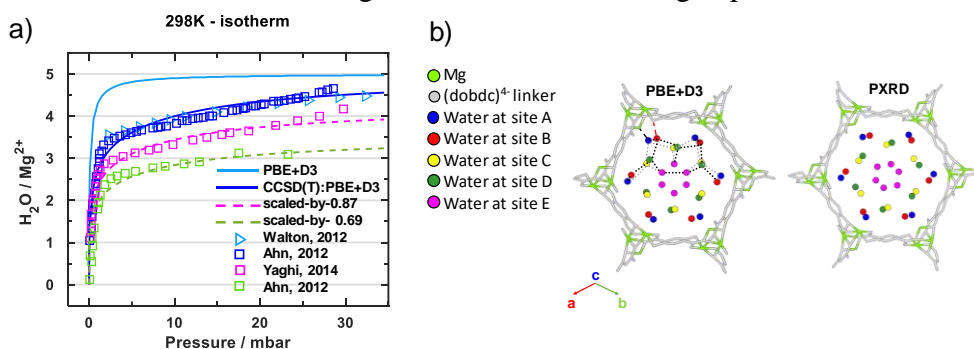 298K - isotherm
a)
H₂O / Mg²⁺
5
4
3
2
1
0
PBE+D3
CCSD(T):PBE+D3
scaled-by-0.87
scaled-by- 0.69
Walton, 2012
Ahn, 2012
Yaghi, 2014
Ahn, 2012
0 10 20 30
Pressure / mbar
b)
Mg
(dobdc)⁴⁻ linker
Water at site A
Water at site B
Water at site C
Water at site D
Water at site E
PBE+D3
PXRD
c
a
b